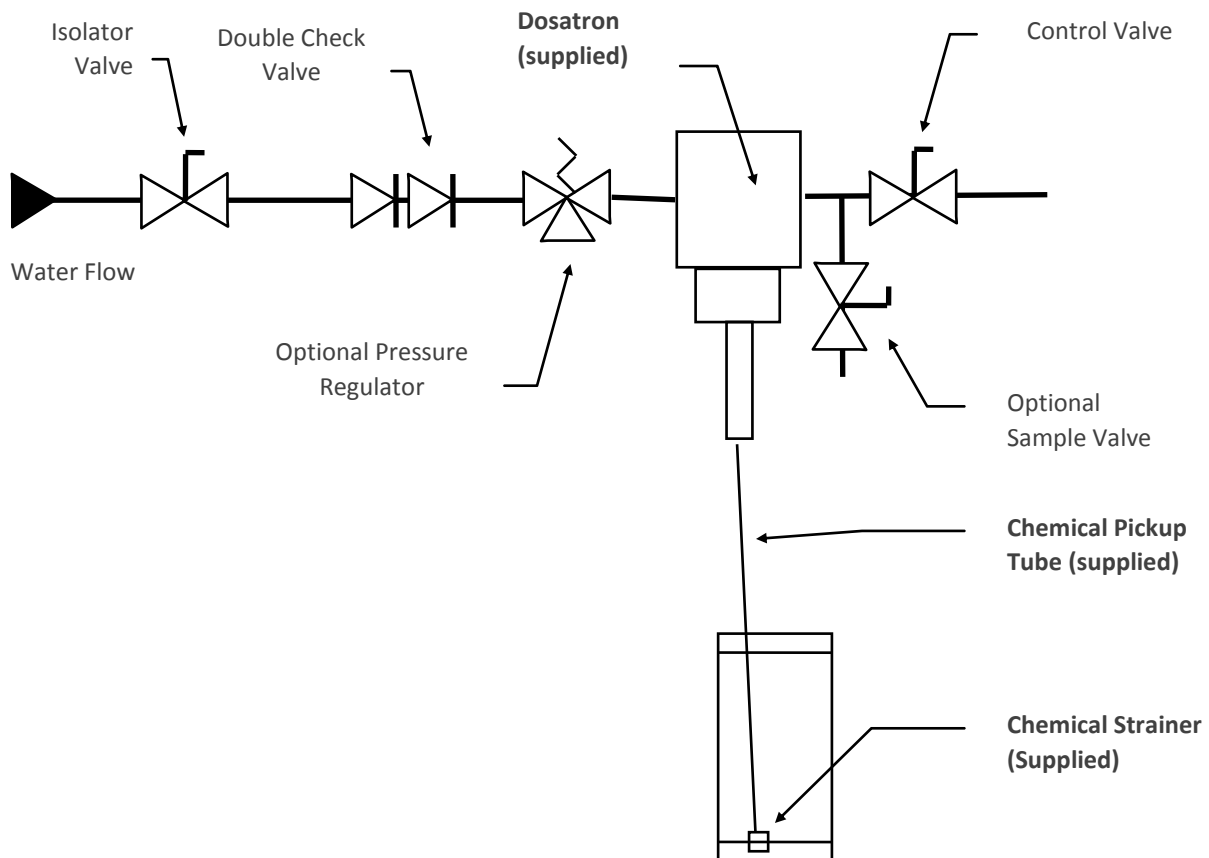 Isolator
Valve
Double Check
Valve
Dosatron
(supplied)
Control Valve
Water Flow
Optional Pressure
Regulator
Optional
Sample Valve
Chemical Pickup
Tube (supplied)
Chemical Strainer
(Supplied)